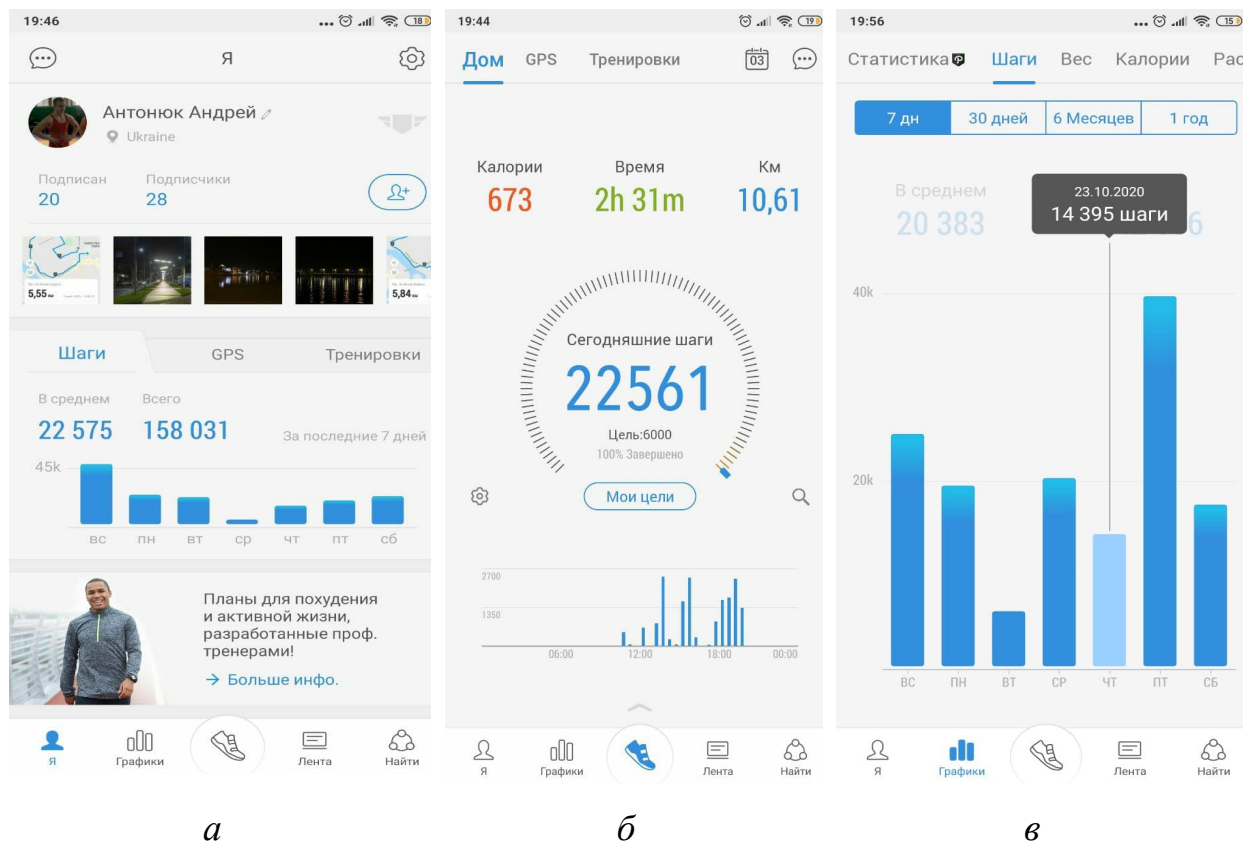 19:46
18
Я
Антонюк Андрей
Ukraine
Подписан
Подписчики
20
28
5,55 км
5,84 км
Шаги
GPS
Тренировки
В среднем
Всего
22 575
158 031
За последние 7 дней
45k
вс
пн
вт
ср
чт
пт
сб
Планы для похудения
и активной жизни,
разработанные проф.
тренерами!
→ Больше инфо.
Я
Графики
Лента
Найти
а
19:44
19
Дом
GPS
Тренировки
03
Калории
Время
Км
673
2h 31m
10,61
Сегодняшние шаги
22561
Цель:6000
100% Завершено
Мои цели
2700
1350
06:00
12:00
18:00
00:00
Я
Графики
Лента
Найти
б
19:56
15
Статистика
Шаги
Вес
Калории
Рас
7 дн
30 дней
6 Месяцев
1 год
В среднем
20 383
6
23.10.2020
14 395 шаги
40k
20k
ВС
ПН
ВТ
СР
ЧТ
ПТ
СБ
Я
Графики
Лента
Найти
в